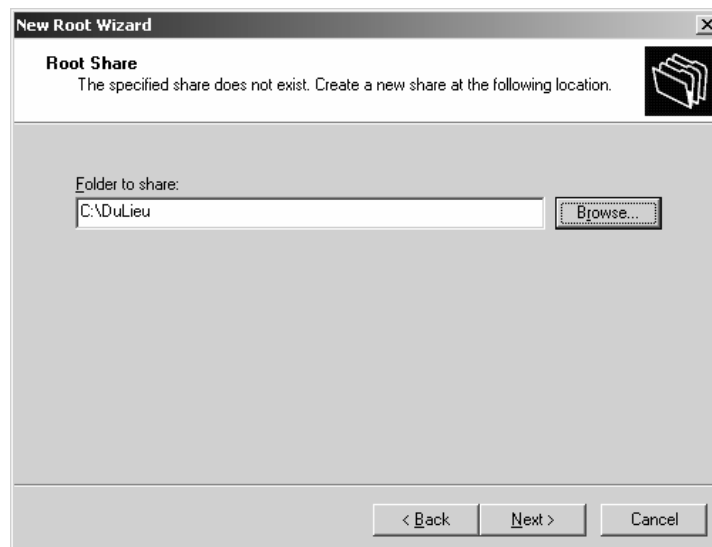 New Root Wizard
Root Share
The specified share does not exist. Create a new share at the following location.
Folder to share:
C:\DuLieu
Browse...
< Back
Next >
Cancel